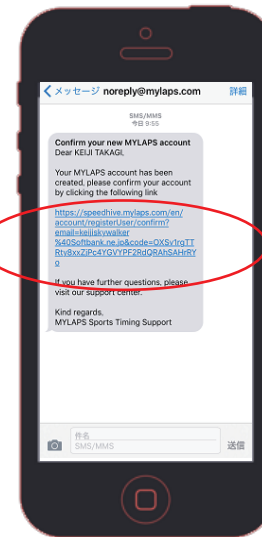 メッセージ noreply@mylaps.com 詳細
SMS/MMS
今日 9:55
Confirm your new MYLAPS account
Dear KEIJI TAKAGI,
Your MYLAPS account has been
created, please confirm your account
by clicking the following link
https://speedhive.mylaps.com/en/
account/registerUser/confirm?
email=keijiskywalker
%40Softbank.ne.jp&code=OXSv1rgTT
Rty8xxZiPc4YGVYPF2RdQRAhSAHrRY
o
If you have further questions, please
visit our support center.
Kind regards,
MYLAPS Sports Timing Support
件名
SMS/MMS 送信